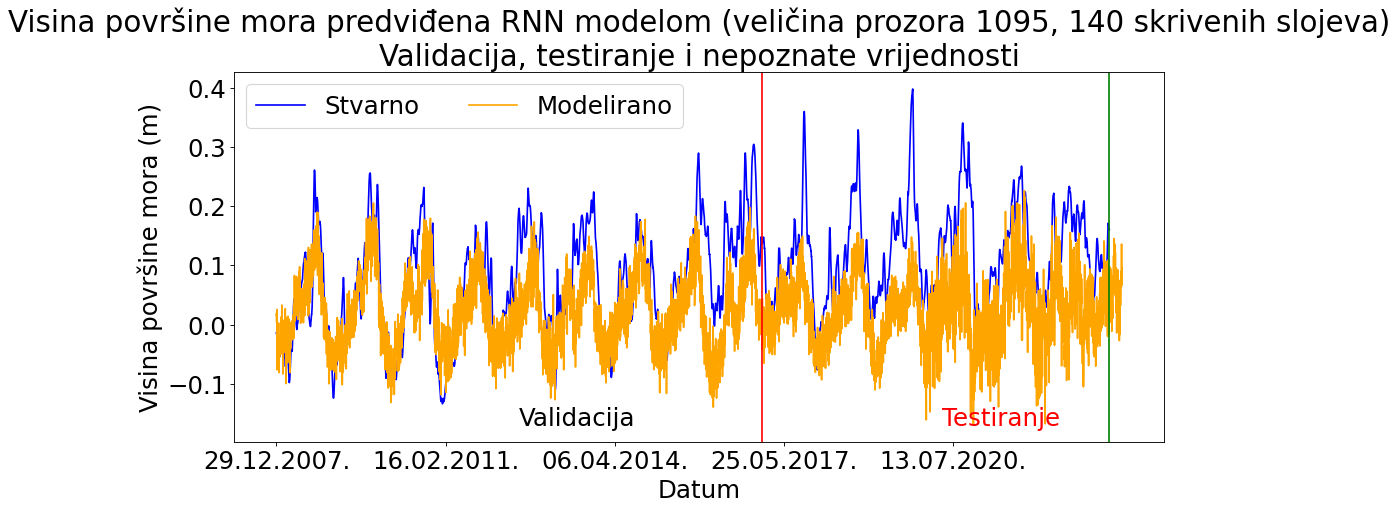 Visina površine mora predviđena RNN modelom (veličina prozora 1095, 140 skrivenih slojeva)
Validacija, testiranje i nepoznate vrijednosti
Stvarno
Modelirano
Visina površine mora (m)
0.4
0.3
0.2
0.1
0.0
−0.1
Validacija
Testiranje
29.12.2007.
16.02.2011.
06.04.2014.
25.05.2017.
13.07.2020.
Datum